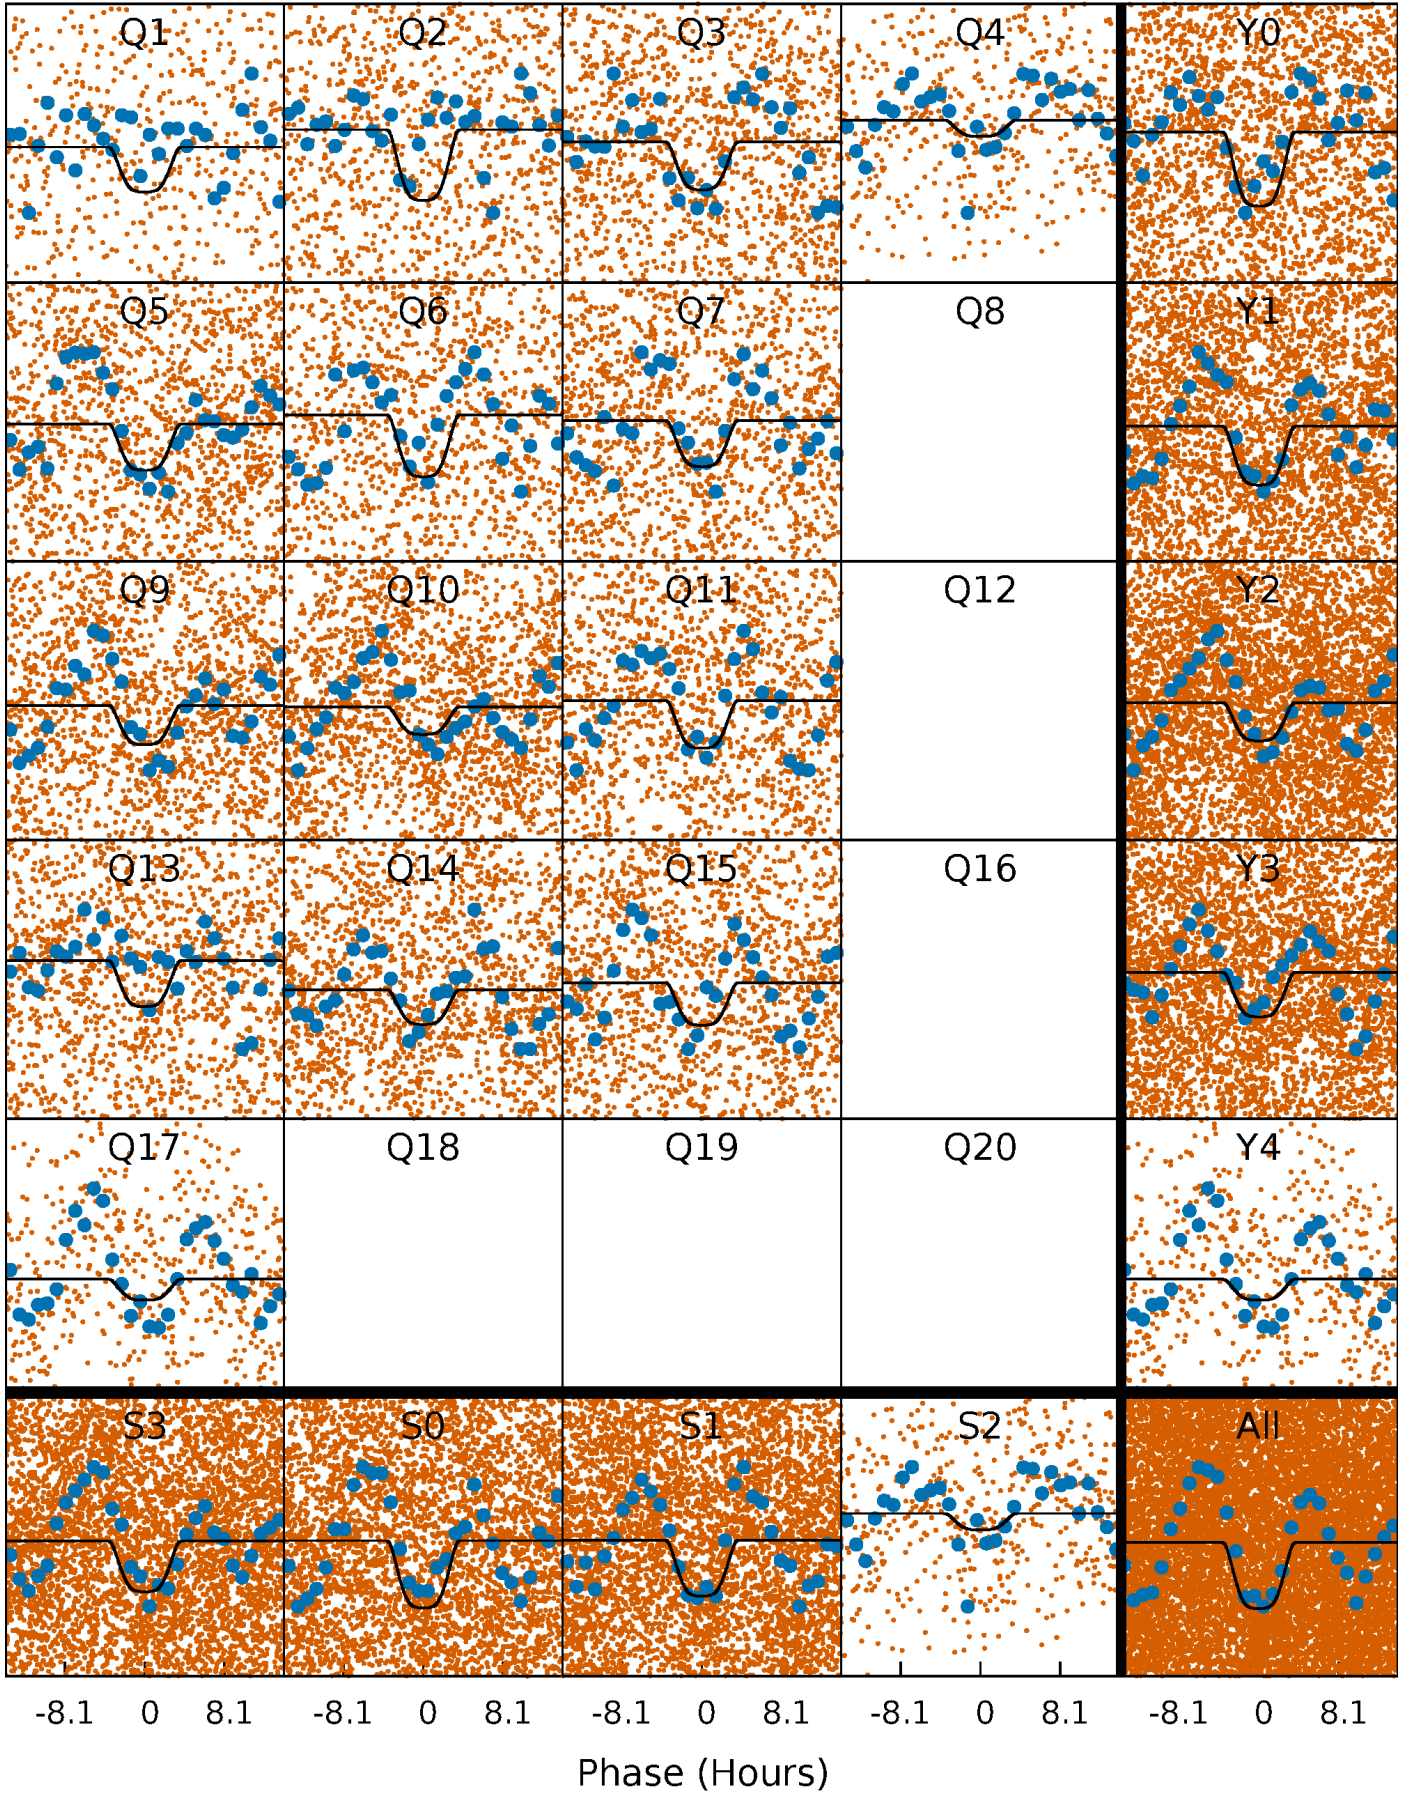 Q1 Q2 Q3 Q4 Y0
Q5 Q6 Q7 Q8 Y1
Q9 Q10 Q11 Q12 Y2
Q13 Q14 Q15 Q16 Y3
Q17 Q18 Q19 Q20 Y4
S3 S0 S1 S2 All
-8.1 0 8.1 -8.1 0 8.1 -8.1 0 8.1 -8.1 0 8.1 -8.1 0 8.1
Phase (Hours)